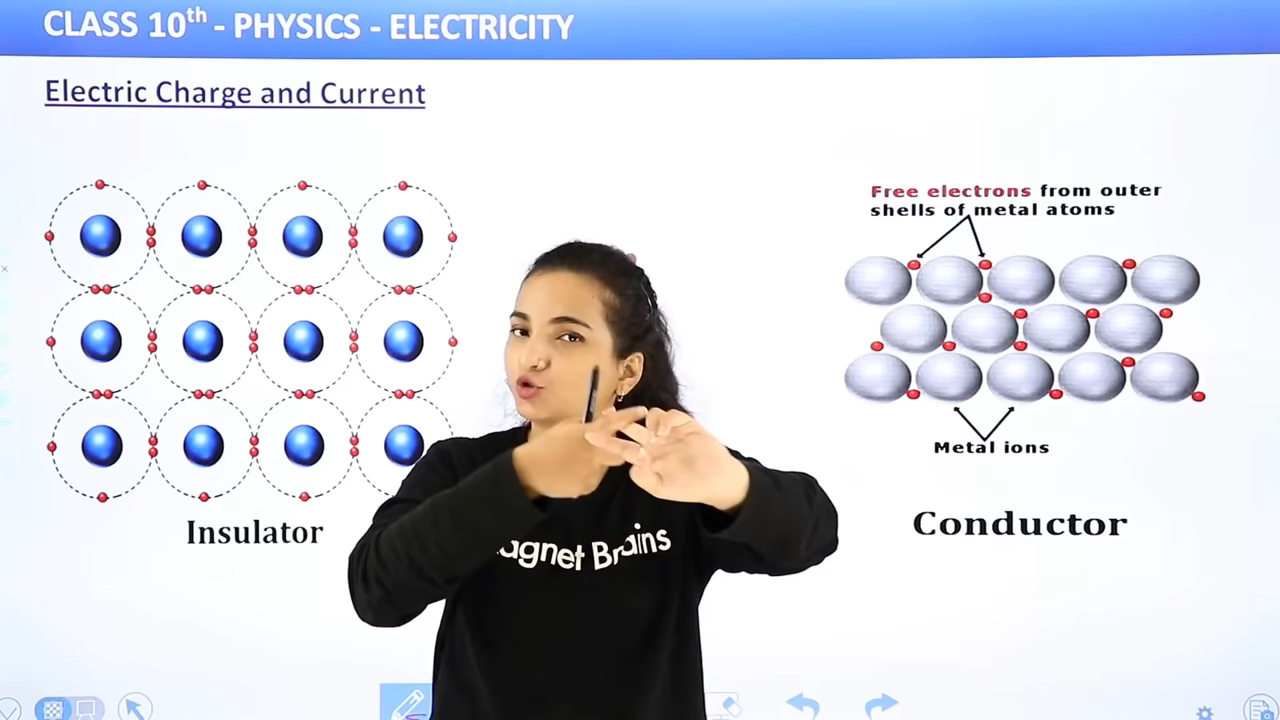 CLASS 10th - PHYSICS - ELECTRICITY
Electric Charge and Current
Free electrons from outer
shells of metal atoms
Metal ions
Insulator
Conductor
agnet Brains